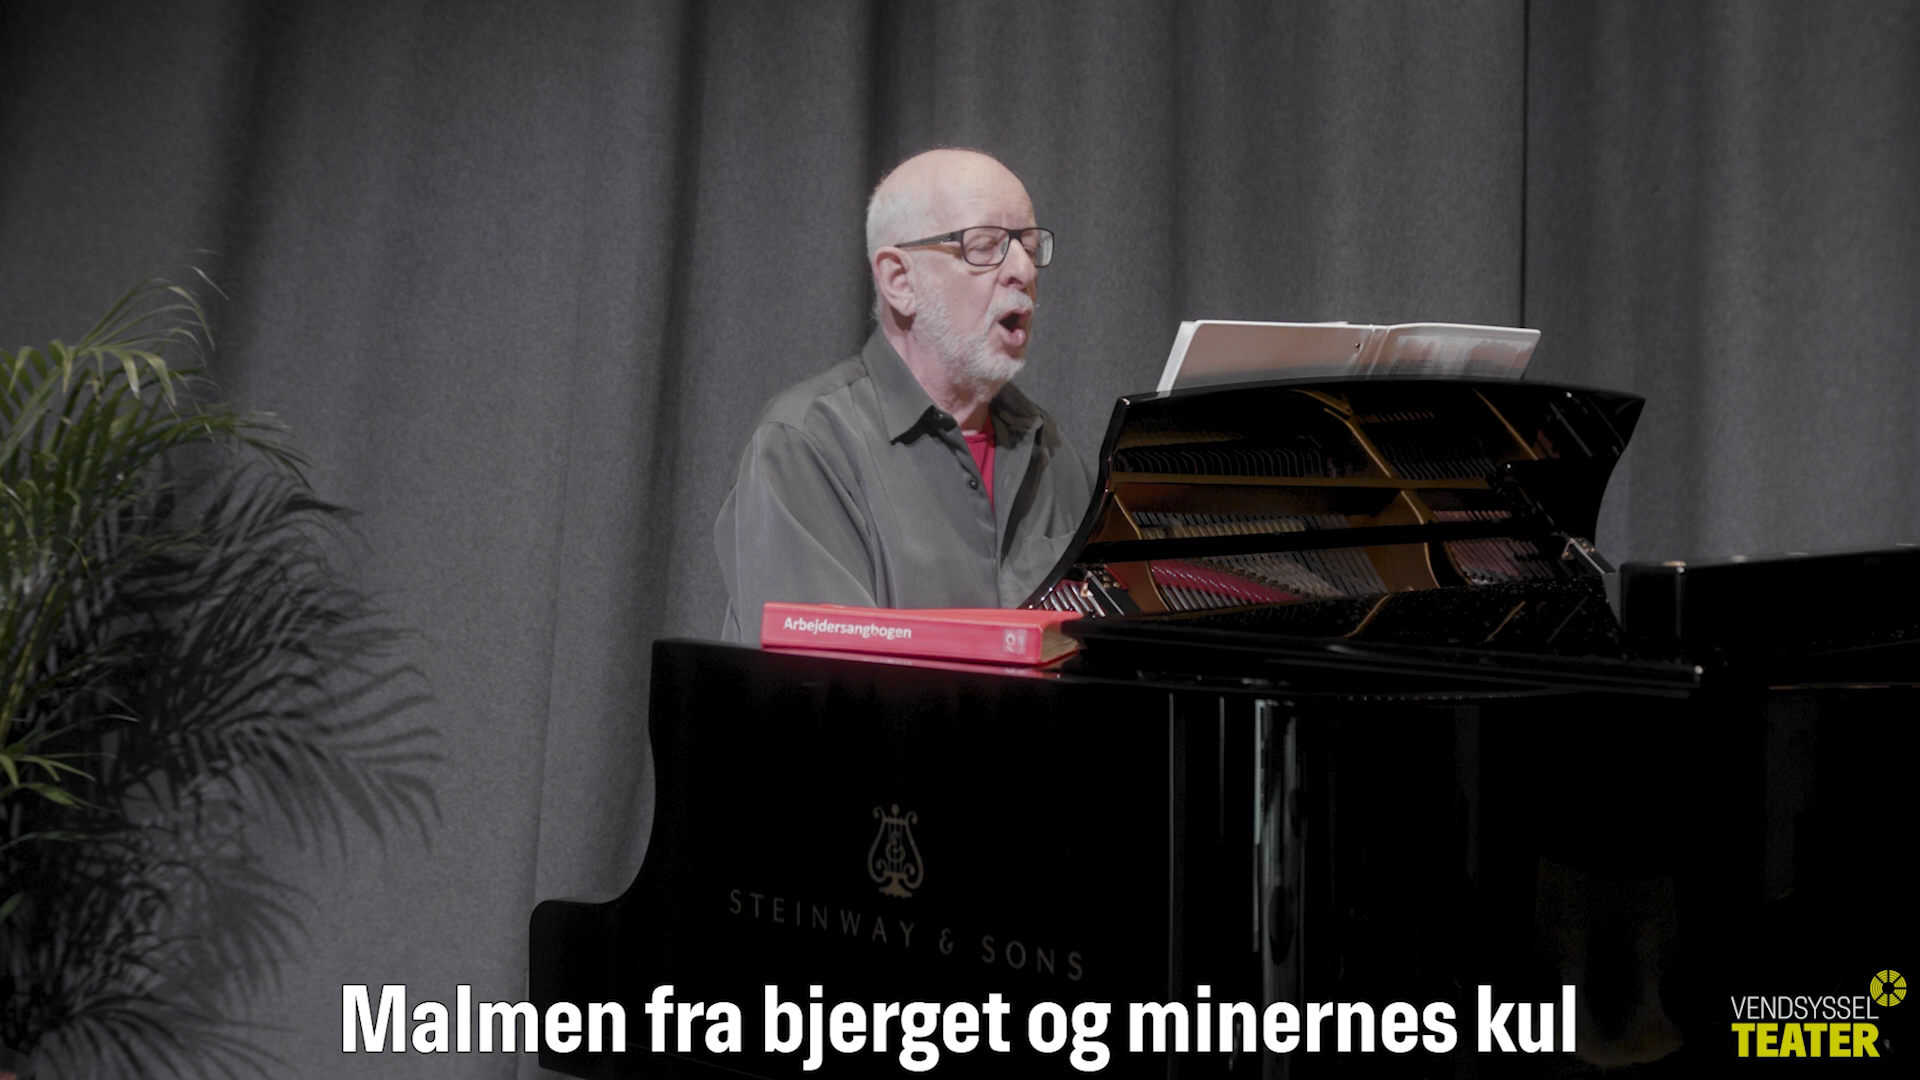 Arbejdersangbogen
STEINWAY & SONS
Malmen fra bjerget og minernes kul
VENDSYSSEL
TEATER